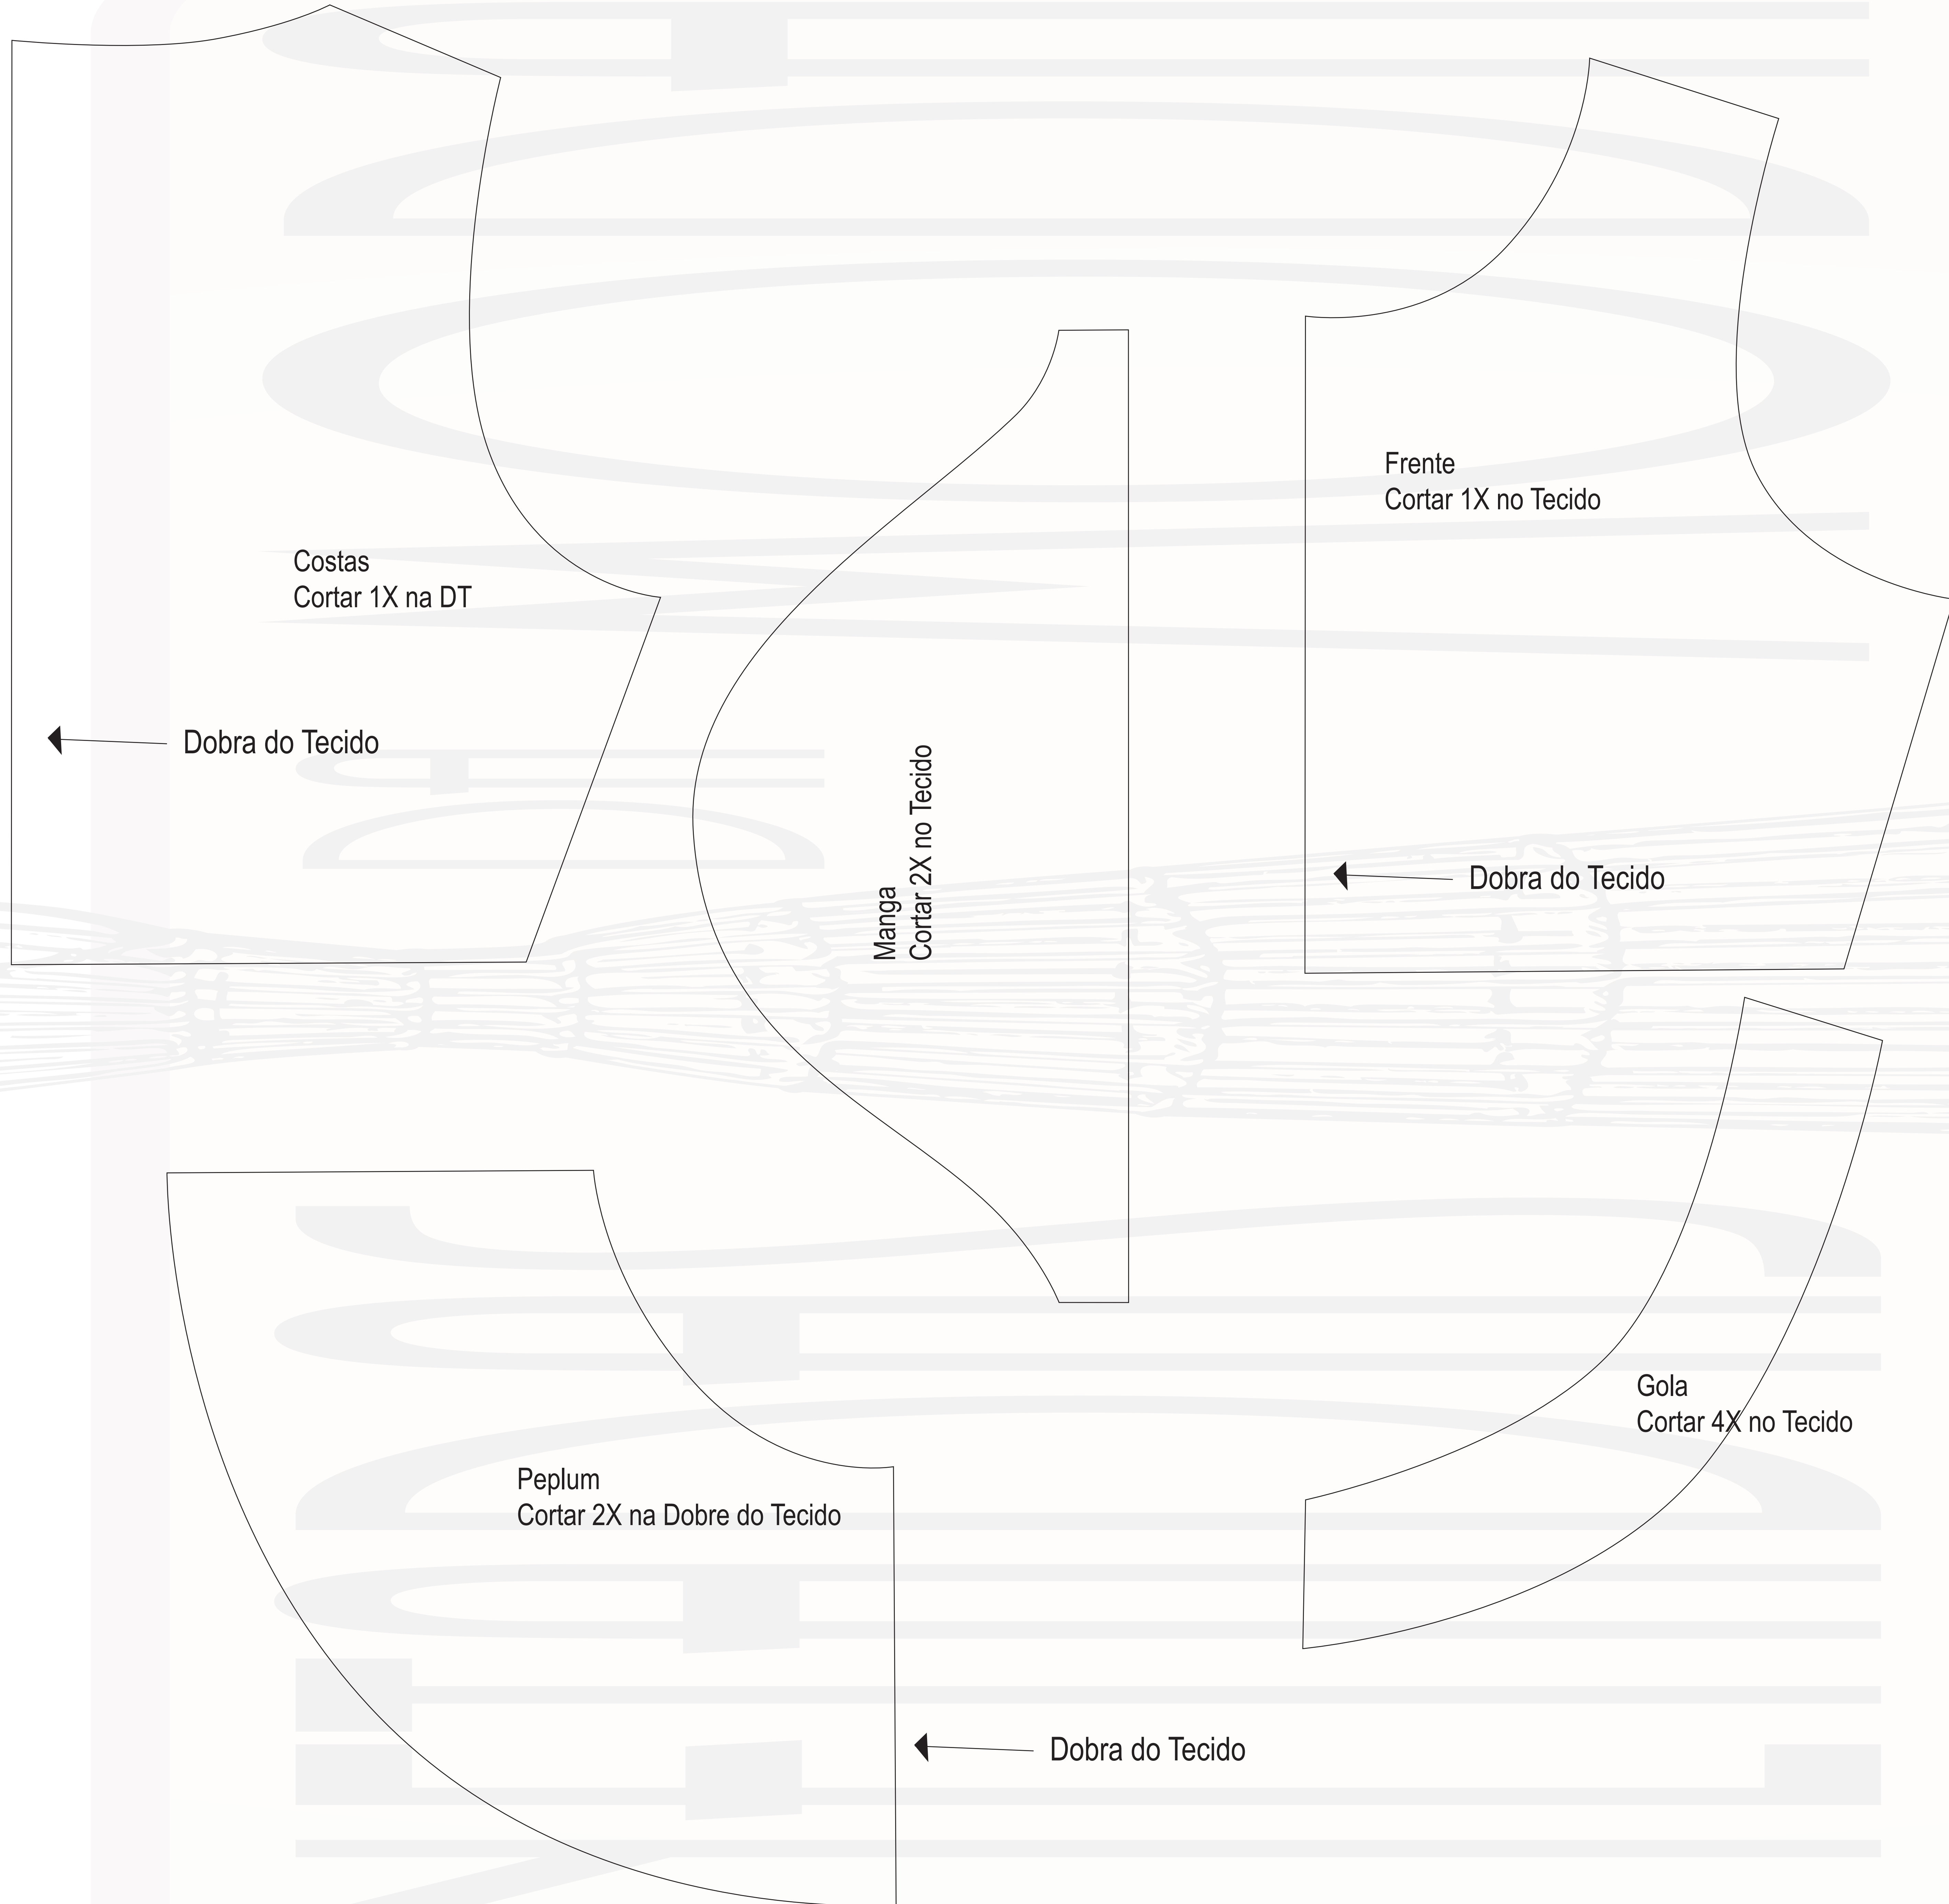 Frente
Cortar 1X no Tecido
Costas
Cortar 1X na DT
Dobra do Tecido
Manga
Cortar 2X no Tecido
Dobra do Tecido
Gola
Cortar 4X no Tecido
Peplum
Cortar 2X na Dobre do Tecido
Dobra do Tecido